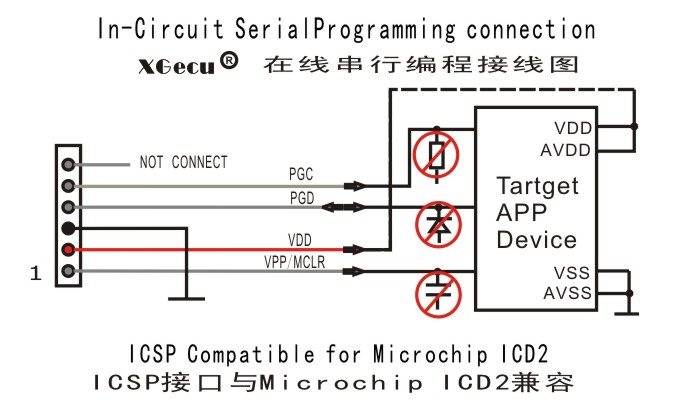 In-Circuit SerialProgramming connection
XGecu® 在线串行编程接线图
NOT CONNECT
PGC
PGD
VDD
VPP/MCLR
1
VDD
AVDD
Tartget
APP
Device
VSS
AVSS
ICSP Compatible for Microchip ICD2
ICSP接口与Microchip ICD2兼容